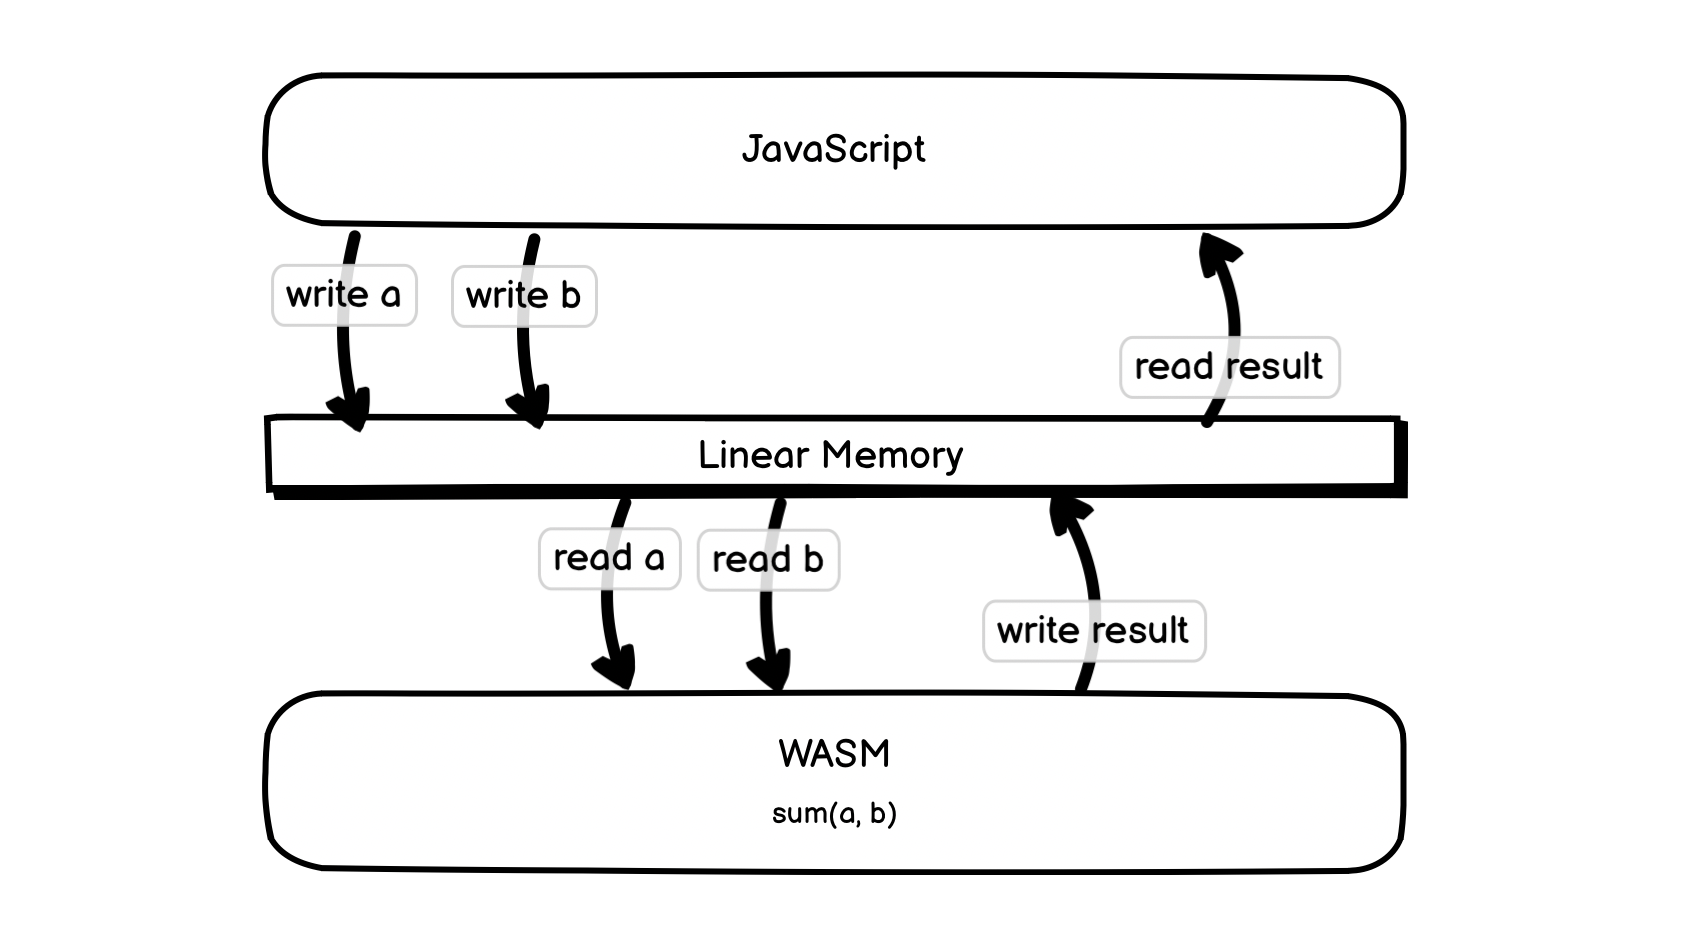 JavaScript
write a
write b
read result
Linear Memory
read a
read b
write result
WASM
sum(a, b)